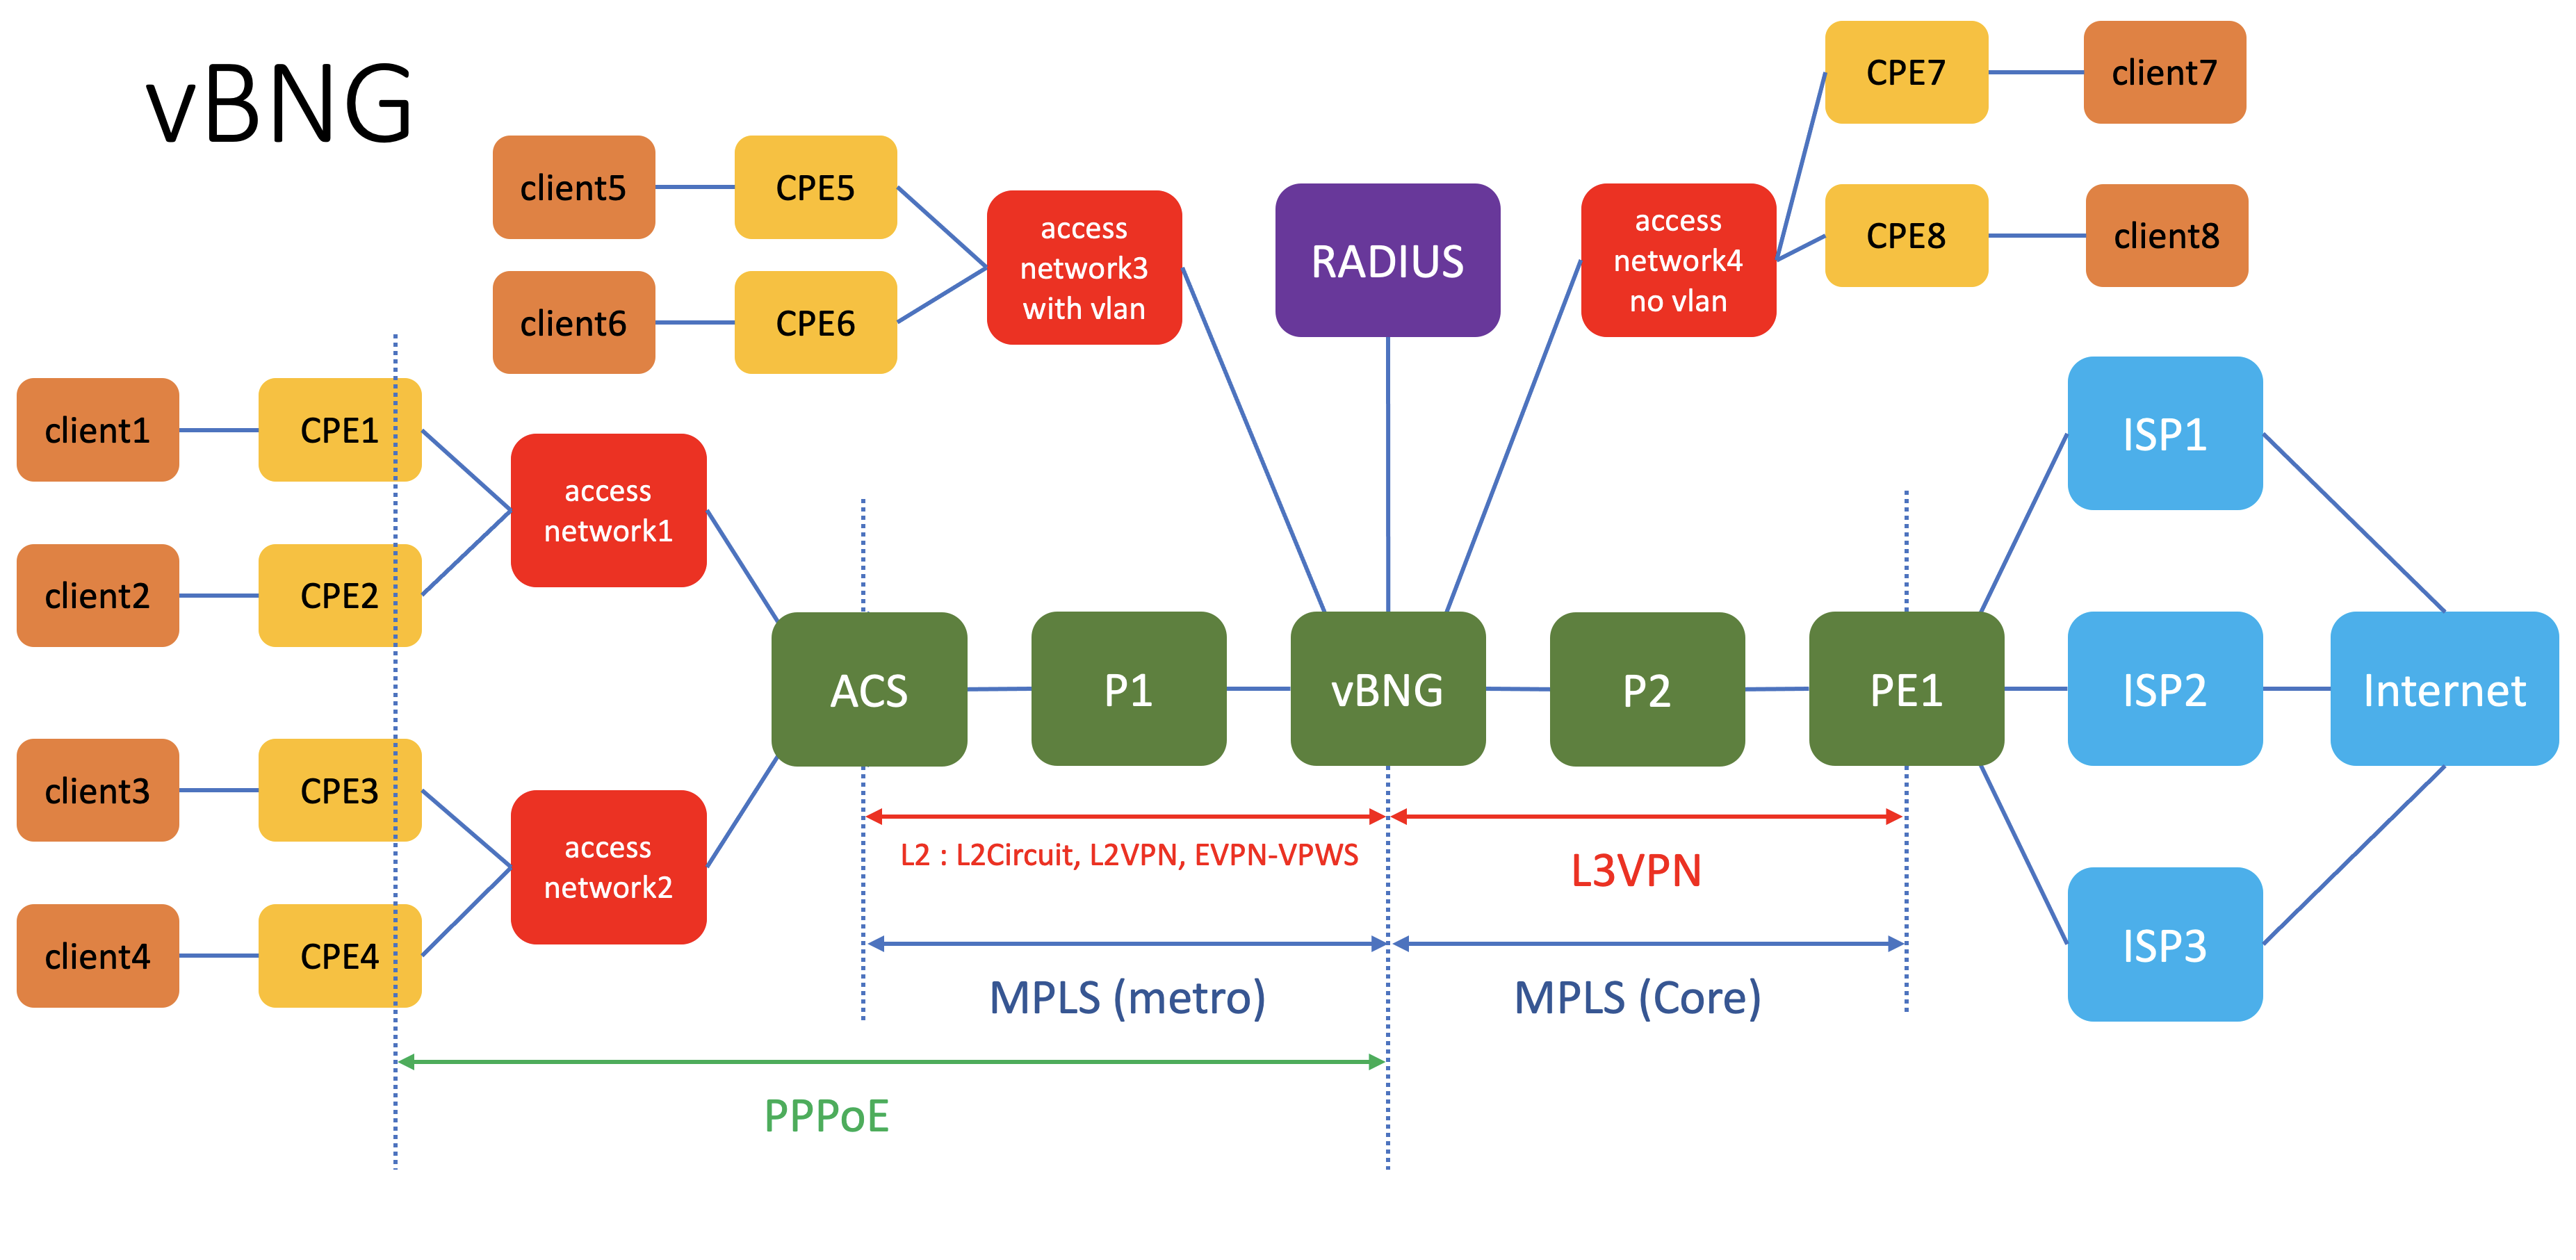 vBNG
CPE7
client7
client5
CPE5
access
network3
with vlan
RADIUS
access
network4
no vlan
CPE8
client8
client6
CPE6
client1
CPE1
access
network1
ISP1
client2
CPE2
ACS
P1
vBNG
P2
PE1
ISP2
Internet
client3
CPE3
access
network2
L2 : L2Circuit, L2VPN, EVPN-VPWS
L3VPN
client4
CPE4
ISP3
MPLS (metro)
MPLS (Core)
PPPoE